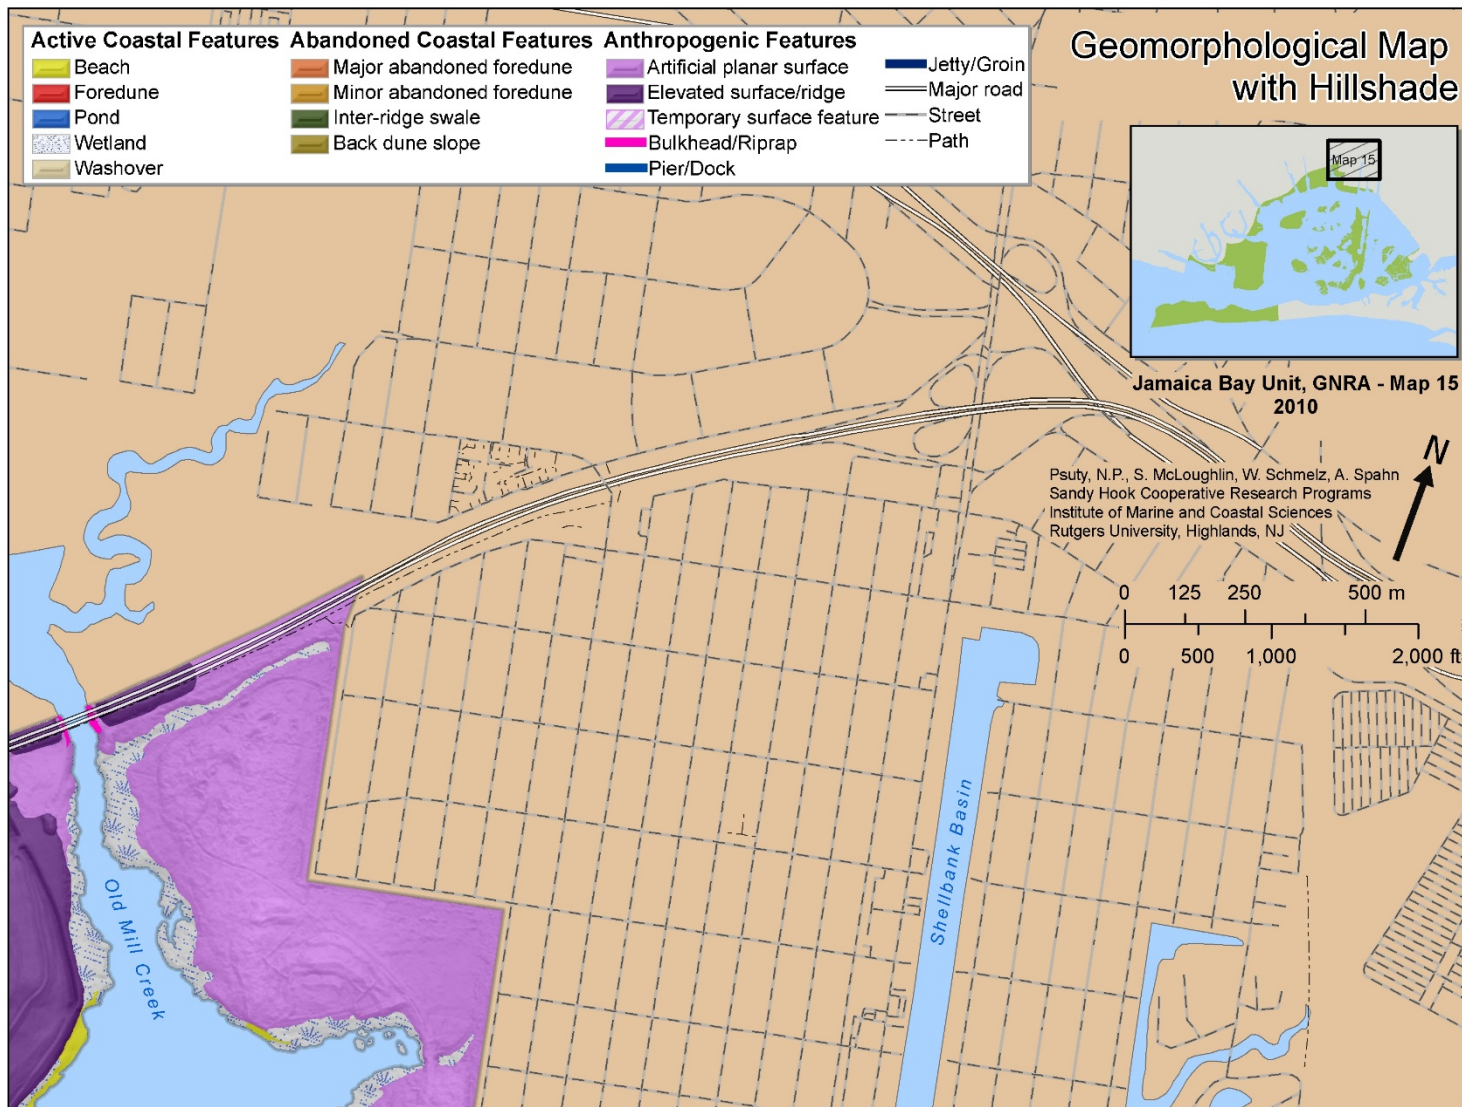 Active Coastal Features
Beach
Foredune
Pond
Wetland
Washover
Abandoned Coastal Features
Major abandoned foredune
Minor abandoned foredune
Inter-ridge swale
Back dune slope
Anthropogenic Features
Artificial planar surface
Elevated surface/ridge
Temporary surface feature
Bulkhead/Riprap
Pier/Dock
Jetty/Groin
Major road
Street
Path
Geomorphological Map
with Hillshade
Map 15
Jamaica Bay Unit, GNRA - Map 15
2010
N
Psuty, N.P., S. McLoughlin, W. Schmelz, A. Spahn
Sandy Hook Cooperative Research Programs
Institute of Marine and Coastal Sciences
Rutgers University, Highlands, NJ
0 125 250 500 m
0 500 1,000 2,000 ft
Old Mill Creek
Shellbank Basin